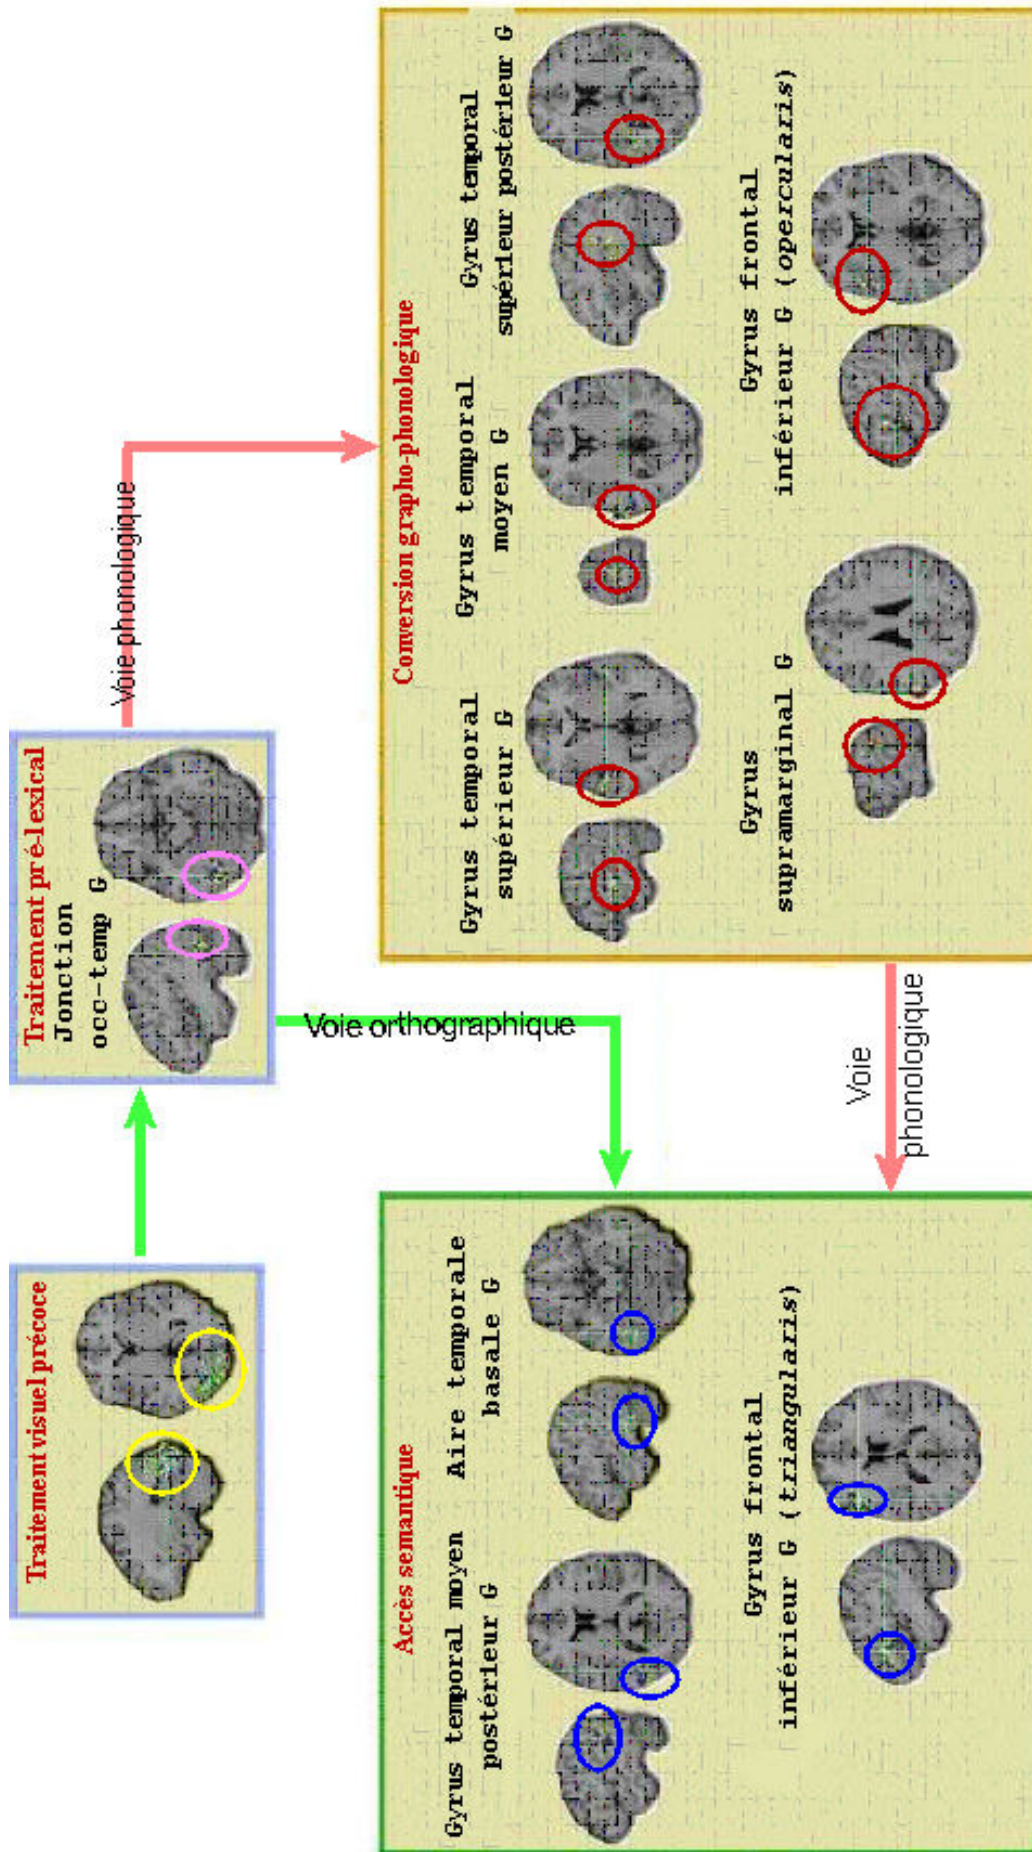 Traitement visuel précoce
Traitement pré-lexical
Jonction
occ-temp G
Voie phonologique
Voie orthographique
Accès semantique
Gyrus temporal moyen
postérieur G
Aire temporale
basale G
Gyrus frontal
inférieur G (triangularis)
Voie
phonologique
Conversion grapho-phonologique
Gyrus temporal
supérieur G
Gyrus temporal
moyen G
Gyrus temporal
supérieur postérieur G
Gyrus
supramarginal G
Gyrus frontal
inférieur G (opercularis)